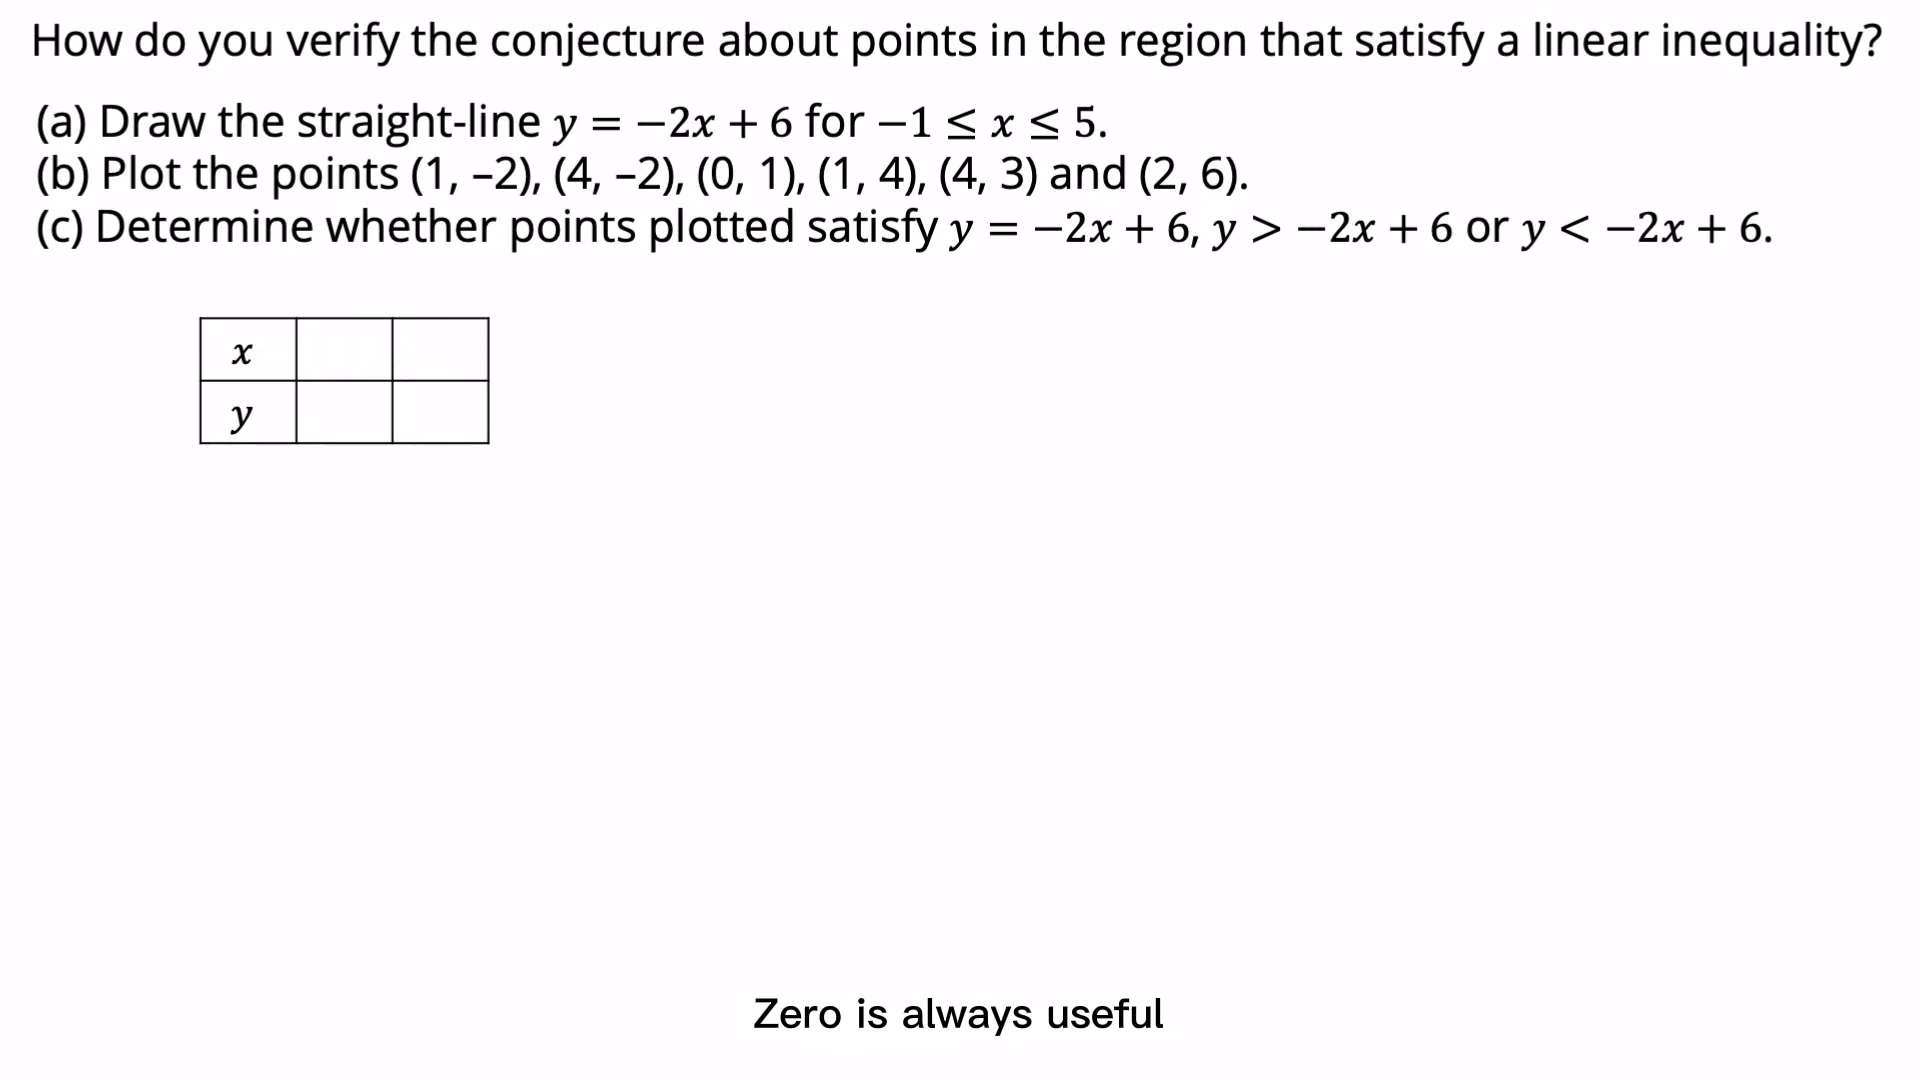 How do you verify the conjecture about points in the region that satisfy a linear inequality?
(a) Draw the straight-line y = −2x + 6 for −1 ≤ x ≤ 5.
(b) Plot the points (1, –2), (4, –2), (0, 1), (1, 4), (4, 3) and (2, 6).
(c) Determine whether points plotted satisfy y = −2x + 6, y > −2x + 6 or y < −2x + 6.
x
y
Zero is always useful